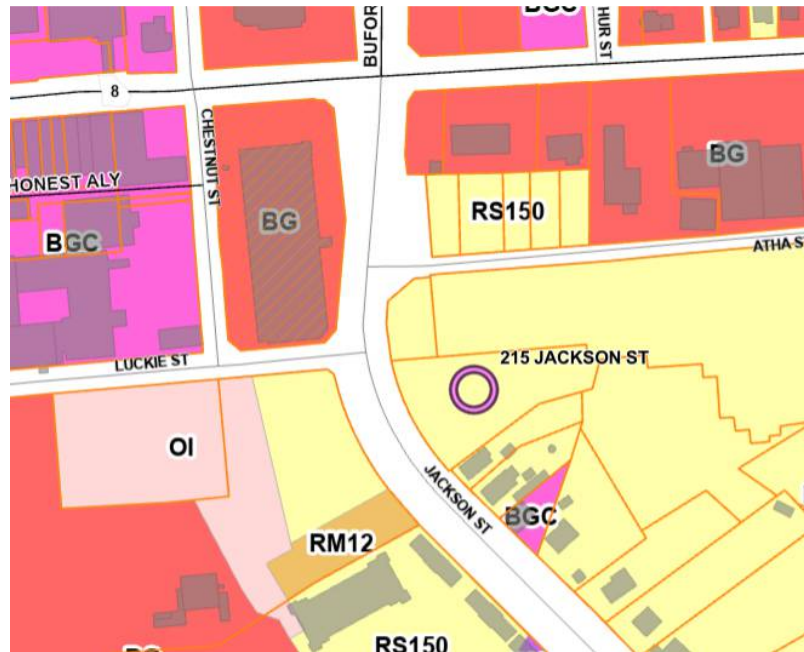 BGC
BUFOR
HUR ST
8
CHESTNUT ST
HONEST ALY
BG
BG
RS150
BGC
ATHA S
LUCKIE ST
215 JACKSON ST
OI
JACKSON ST
BGC
RM12
RS150